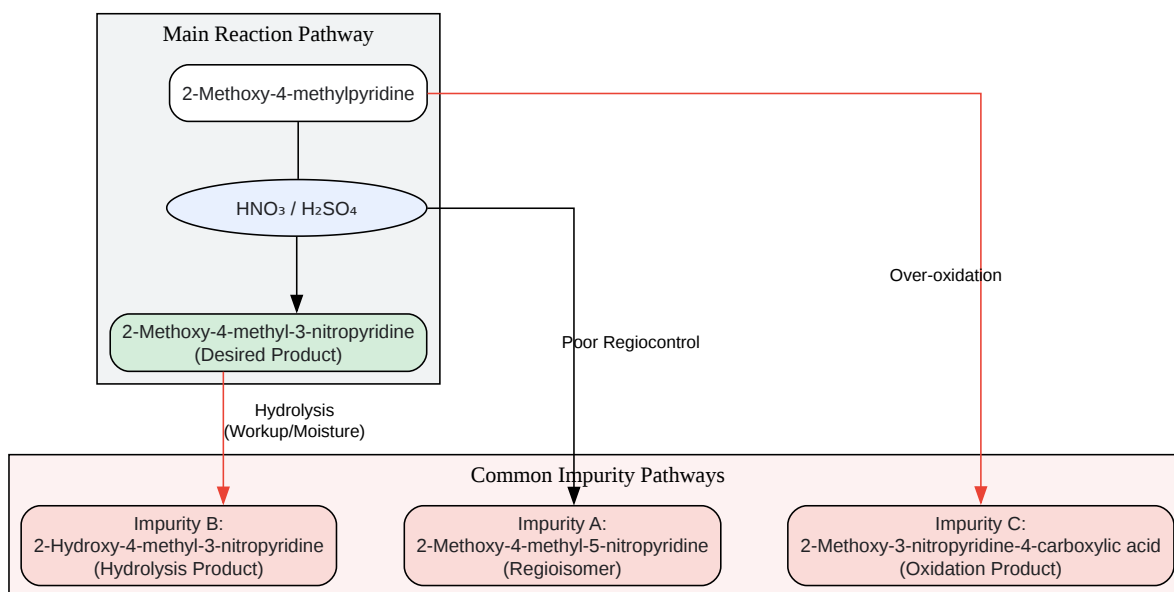 Main Reaction Pathway
2-Methoxy-4-methylpyridine
HNO₃ / H₂SO₄
2-Methoxy-4-methyl-3-nitropyridine
(Desired Product)
Over-oxidation
Poor Regiocontrol
Hydrolysis
(Workup/Moisture)
Common Impurity Pathways
Impurity B:
2-Hydroxy-4-methyl-3-nitropyridine
(Hydrolysis Product)
Impurity A:
2-Methoxy-4-methyl-5-nitropyridine
(Regioisomer)
Impurity C:
2-Methoxy-3-nitropyridine-4-carboxylic acid
(Oxidation Product)